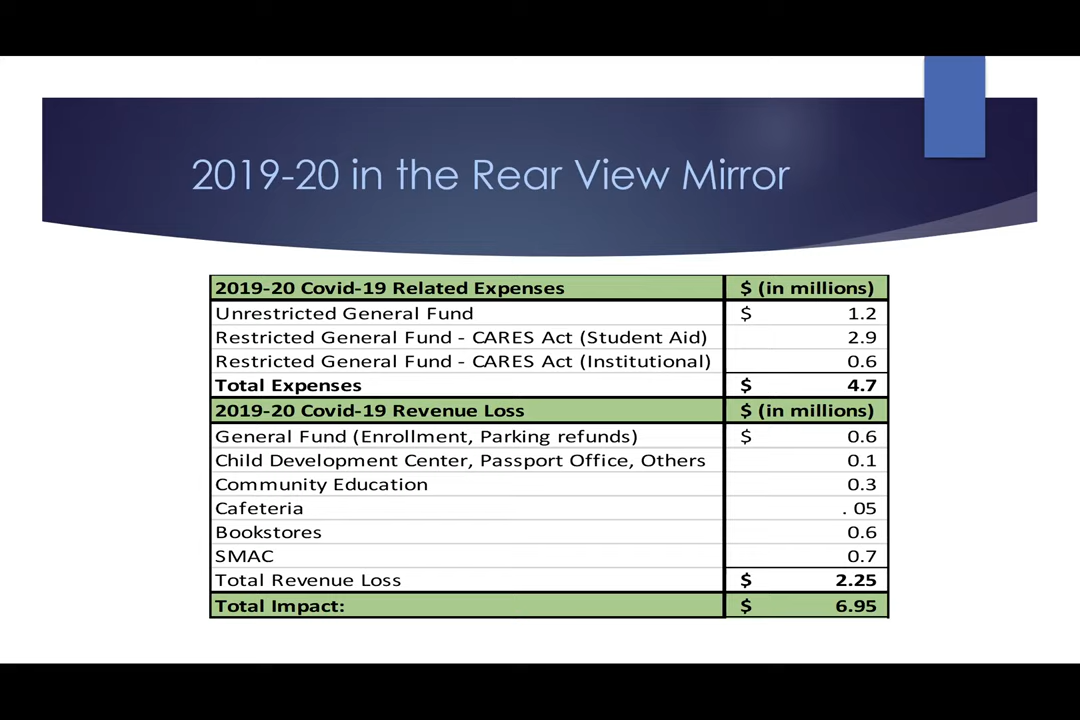 2019-20 in the Rear View Mirror
2019-20 Covid-19 Related Expenses $ (in millions)
Unrestricted General Fund $ 1.2
Restricted General Fund - CARES Act (Student Aid) 2.9
Restricted General Fund - CARES Act (Institutional) 0.6
Total Expenses $ 4.7
2019-20 Covid-19 Revenue Loss $ (in millions)
General Fund (Enrollment, Parking refunds) $ 0.6
Child Development Center, Passport Office, Others 0.1
Community Education 0.3
Cafeteria . 05
Bookstores 0.6
SMAC 0.7
Total Revenue Loss $ 2.25
Total Impact: $ 6.95